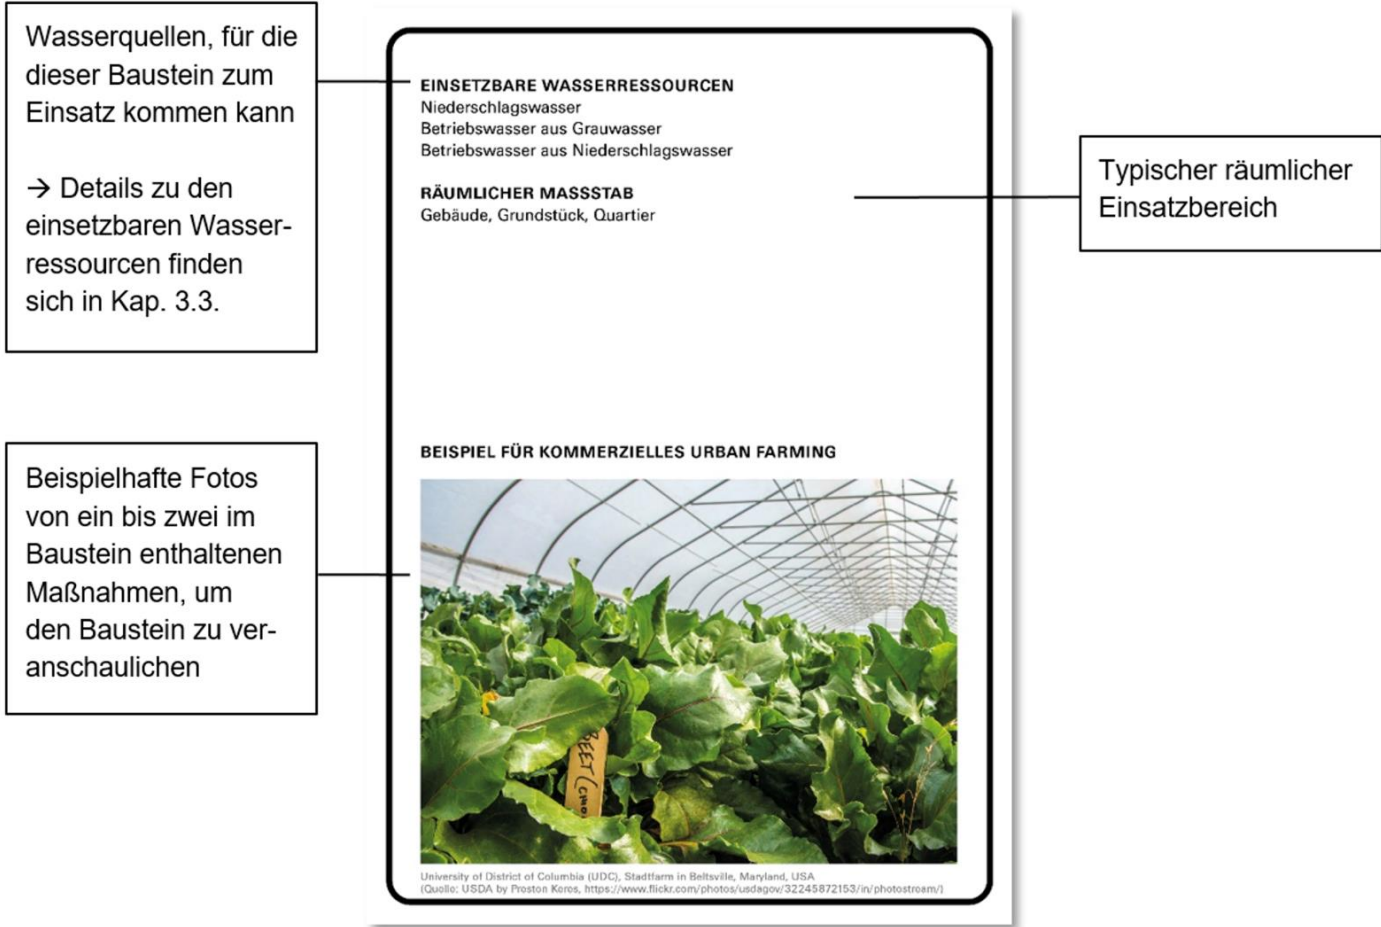 Wasserquellen, für die
dieser Baustein zum
Einsatz kommen kann
→ Details zu den
einsetzbaren Wasser-
ressourcen finden
sich in Kap. 3.3.
Beispielhafte Fotos
von ein bis zwei im
Baustein enthaltenen
Maßnahmen, um
den Baustein zu ver-
anschaulichen
EINSETZBARE WASSERRESSOURCEN
Niederschlagswasser
Betriebswasser aus Grauwasser
Betriebswasser aus Niederschlagswasser
RÄUMLICHER MASSSTAB
Gebäude, Grundstück, Quartier
BEISPIEL FÜR KOMMERZIELLES URBAN FARMING
BEET
University of District of Columbia (UDC), Stadtfarm in Beltsville, Maryland, USA
(Quelle: USDA by Preston Keres, https://www.flickr.com/photos/usdagov/32245872153/in/photostream/)
Typischer räumlicher
Einsatzbereich